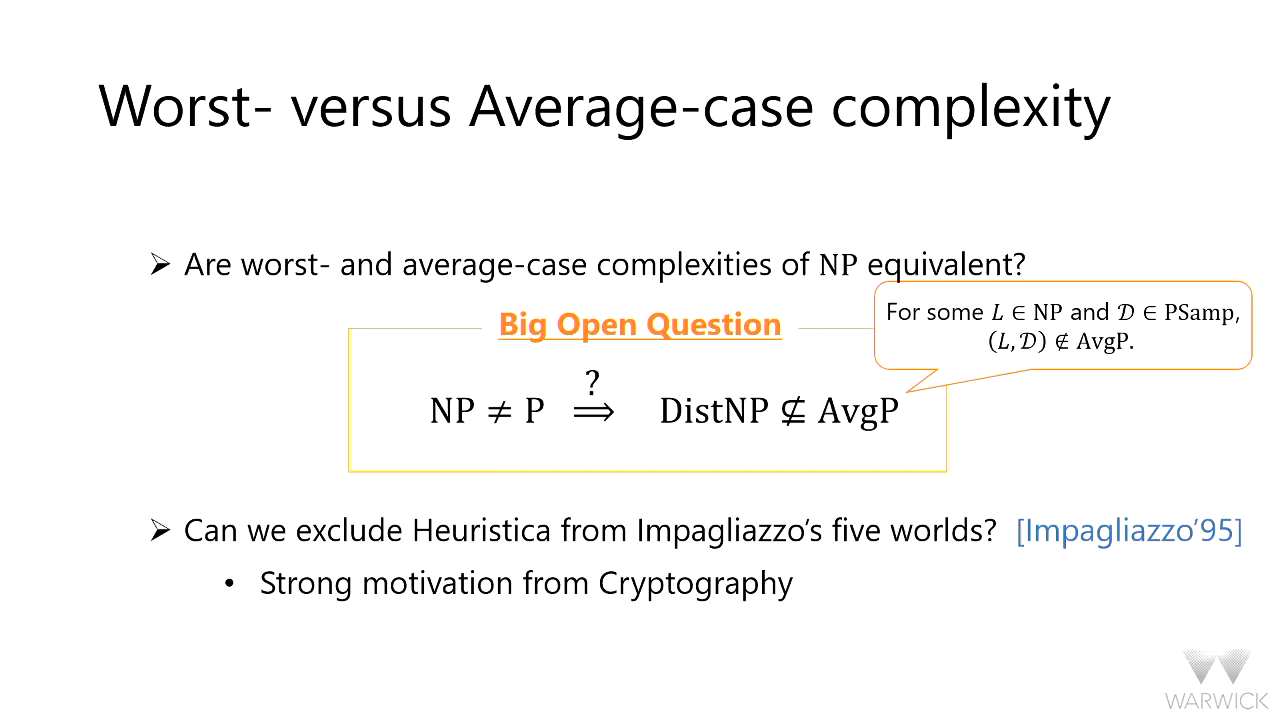 Worst- versus Average-case complexity
➢ Are worst- and average-case complexities of NP equivalent?
Big Open Question
For some L ∈ NP and 𝒟 ∈ PSamp,
(L, 𝒟) ∉ AvgP.
?
NP ≠ P ⟹ DistNP ⊈ AvgP
➢ Can we exclude Heuristica from Impagliazzo's five worlds? [Impagliazzo'95]
• Strong motivation from Cryptography
WARWICK